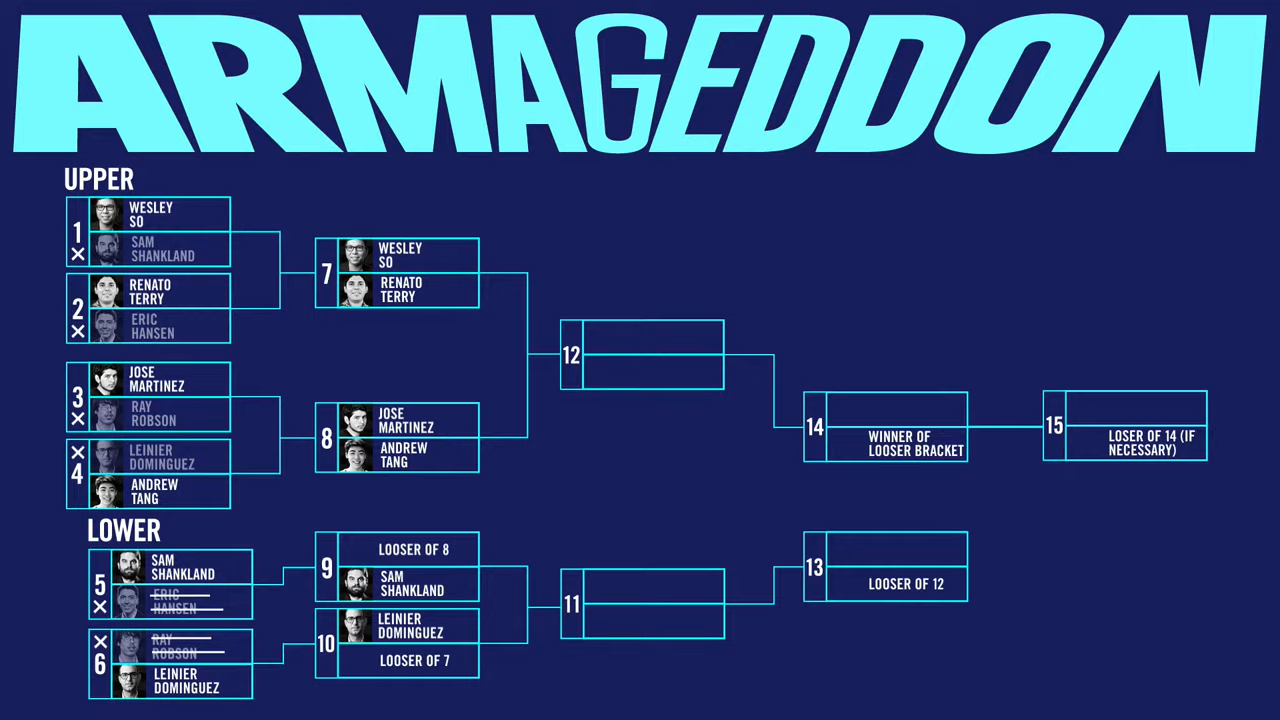 ARMAGEDDON
UPPER
1
WESLEY
SO
SAM
SHANKLAND
2
RENATO
TERRY
ERIC
HANSEN
3
JOSE
MARTINEZ
RAY
ROBSON
4
LEINIER
DOMINGUEZ
ANDREW
TANG
7
WESLEY
SO
RENATO
TERRY
8
JOSE
MARTINEZ
ANDREW
TANG
12
14
WINNER OF
LOOSER BRACKET
15
LOSER OF 14 (IF
NECESSARY)
LOWER
5
SAM
SHANKLAND
ERIC
HANSEN
6
RAY
ROBSON
LEINIER
DOMINGUEZ
9
LOOSER OF 8
SAM
SHANKLAND
10
LEINIER
DOMINGUEZ
LOOSER OF 7
11
13
LOOSER OF 12